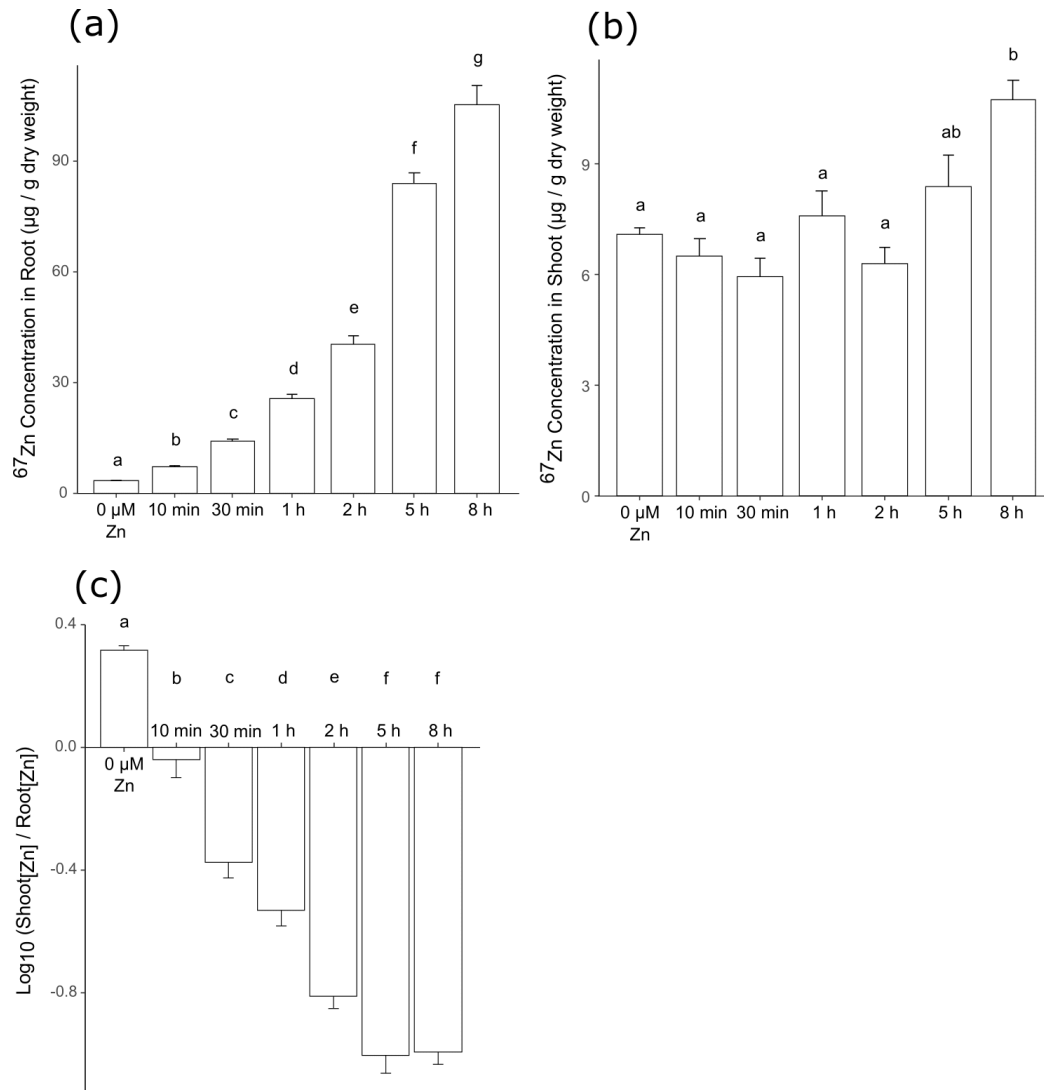 (a)
⁶⁷Zn Concentration in Root (µg / g dry weight)
90
60
30
0
a
b
c
d
e
f
g
0 µM Zn
10 min
30 min
1 h
2 h
5 h
8 h
(b)
⁶⁷Zn Concentration in Shoot (µg / g dry weight)
9
6
3
0
a
a
a
a
a
ab
b
0 µM Zn
10 min
30 min
1 h
2 h
5 h
8 h
(c)
Log10 (Shoot[Zn] / Root[Zn])
0.4
0.0
-0.4
-0.8
a
b
c
d
e
f
f
0 µM Zn
10 min
30 min
1 h
2 h
5 h
8 h